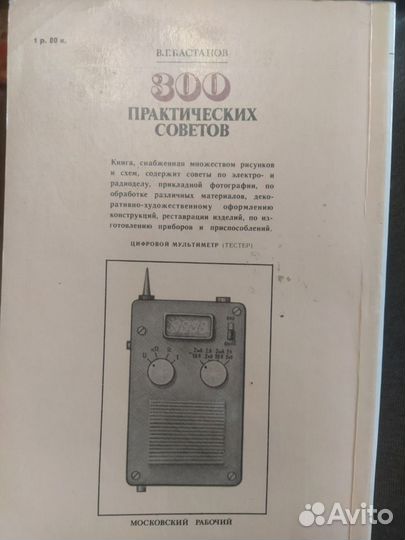 1 р. 80 к.
В. Г. БАСТАНОВ
300
ПРАКТИЧЕСКИХ
СОВЕТОВ
Книга, снабженная множеством рисунков
и схем, содержит советы по электро- и
радиоделу, прикладной фотографии, по
обработке различных материалов, деко-
ративно-художественному оформлению
конструкций, реставрации изделий, по из-
готовлению приборов и приспособлений.
ЦИФРОВОЙ МУЛЬТИМЕТР (ТЕСТЕР)
МОСКОВСКИЙ РАБОЧИЙ
Avito